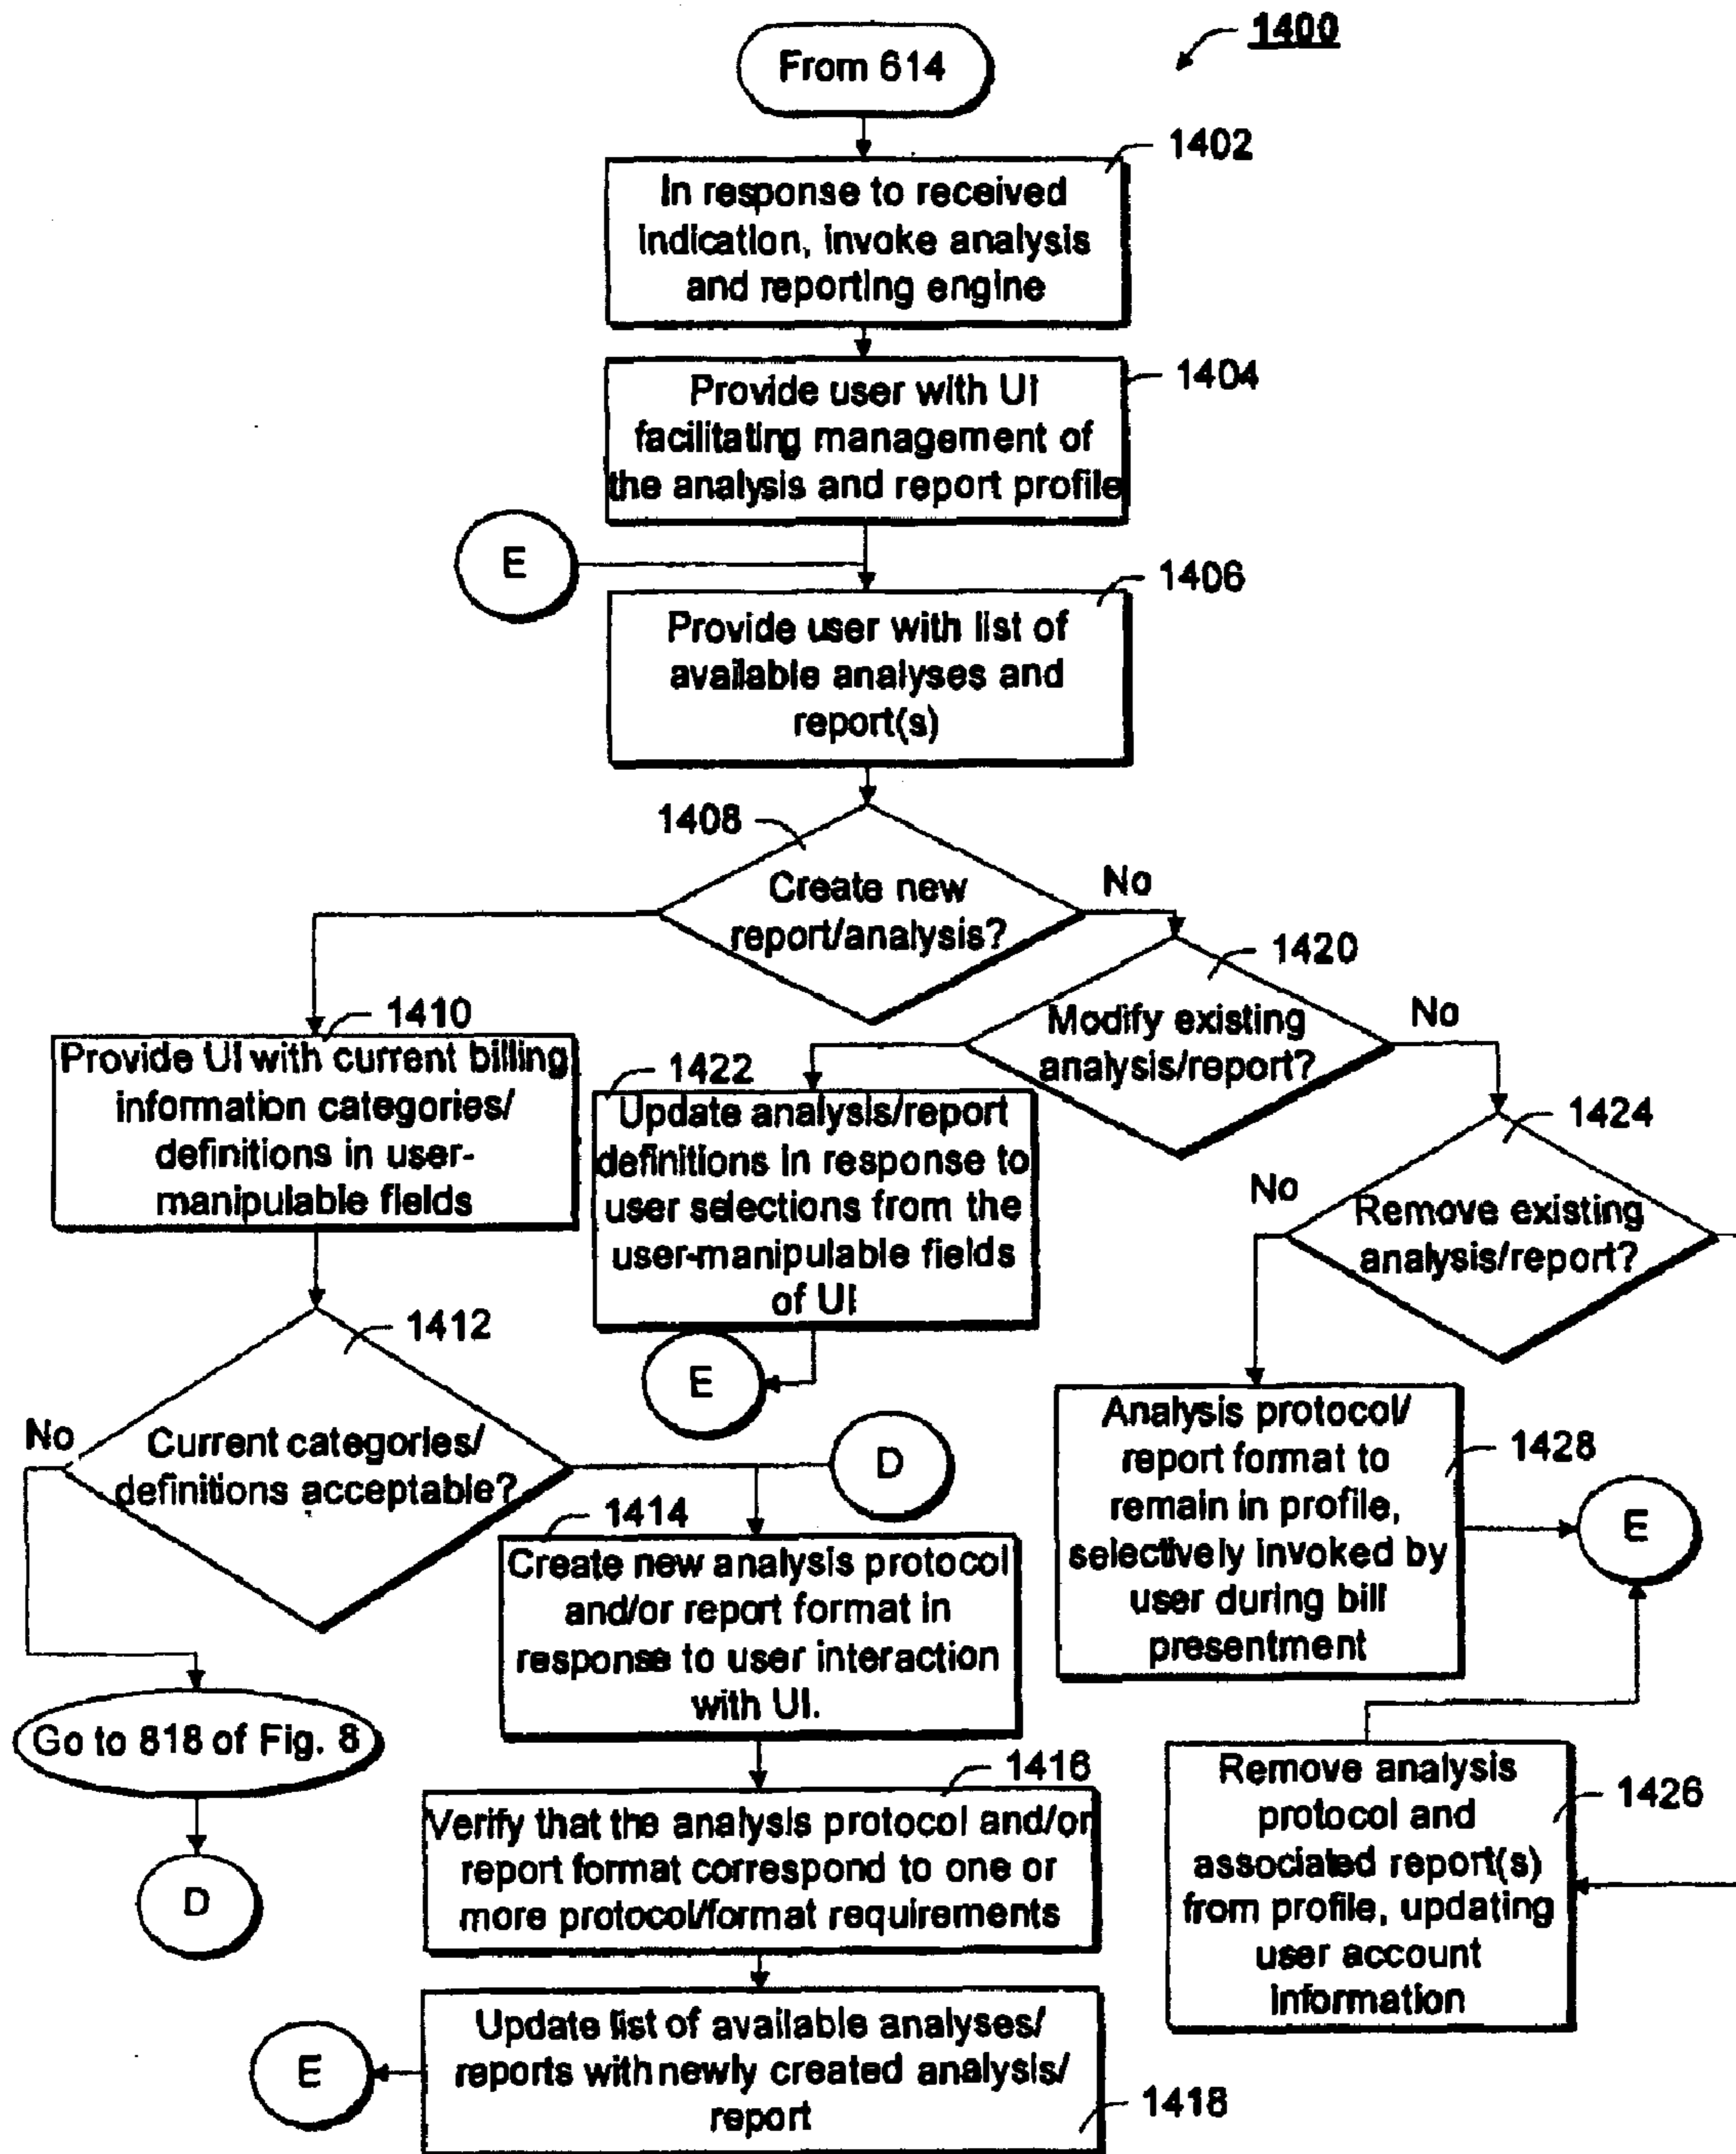 1400
From 614
1402
In response to received
indication, invoke analysis
and reporting engine
1404
Provide user with UI
facilitating management of
the analysis and report profile
E
1406
Provide user with list of
available analyses and
report(s)
1408
Create new
report/analysis?
No
1420
Modify existing
analysis/report?
No
1410
Provide UI with current billing
information categories/
definitions in user-
manipulable fields
1422
Update analysis/report
definitions in response to
user selections from the
user-manipulable fields
of UI
E
1424
No
Remove existing
analysis/report?
1412
No
Current categories/
definitions acceptable?
D
1414
Create new analysis protocol
and/or report format in
response to user interaction
with UI.
Analysis protocol/
report format to
remain in profile,
selectively invoked by
user during bill
presentment
1428
E
Go to 818 of Fig. 8
D
1416
Verify that the analysis protocol and/or
report format correspond to one or
more protocol/format requirements
Remove analysis
protocol and
associated report(s)
from profile, updating
user account
information
1426
E
Update list of available analyses/
reports with newly created analysis/
report
1418